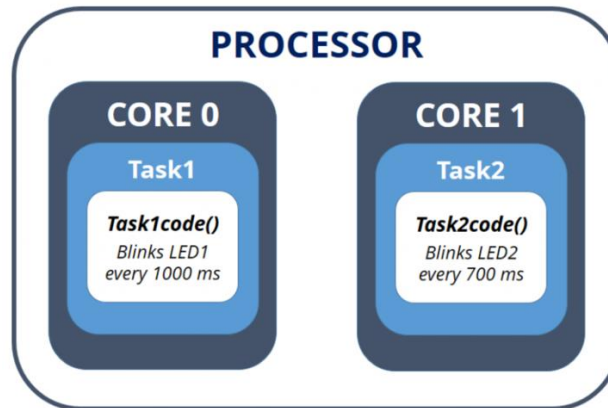 PROCESSOR
CORE 0
Task1
Task1code()
Blinks LED1
every 1000 ms
CORE 1
Task2
Task2code()
Blinks LED2
every 700 ms